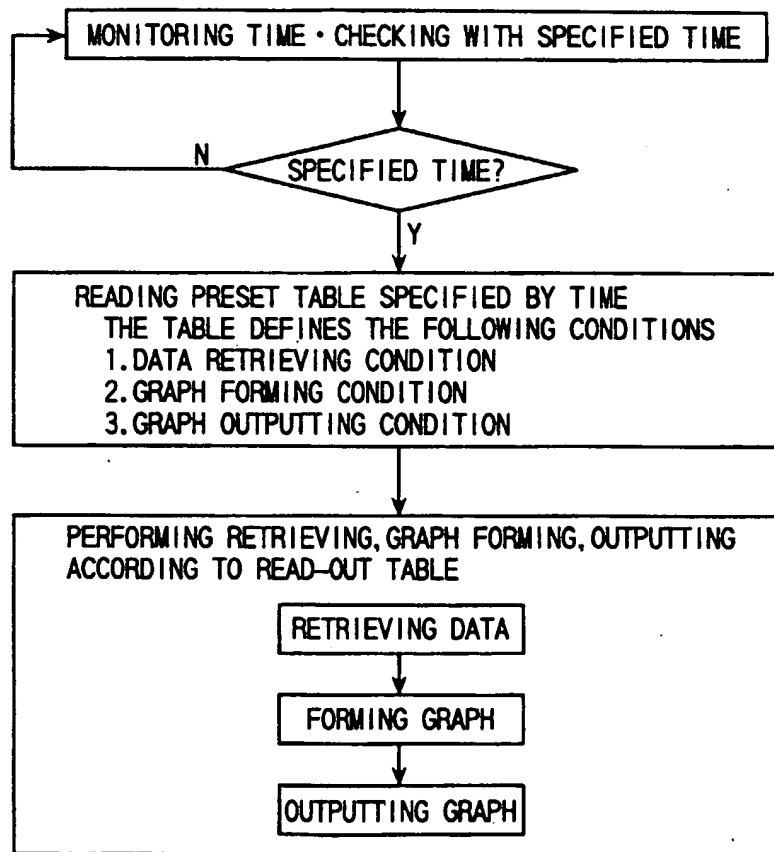 MONITORING TIME・CHECKING WITH SPECIFIED TIME
SPECIFIED TIME?
N
Y
READING PRESET TABLE SPECIFIED BY TIME
THE TABLE DEFINES THE FOLLOWING CONDITIONS
1.DATA RETRIEVING CONDITION
2.GRAPH FORMING CONDITION
3.GRAPH OUTPUTTING CONDITION
PERFORMING RETRIEVING, GRAPH FORMING, OUTPUTTING
ACCORDING TO READ-OUT TABLE
RETRIEVING DATA
FORMING GRAPH
OUTPUTTING GRAPH